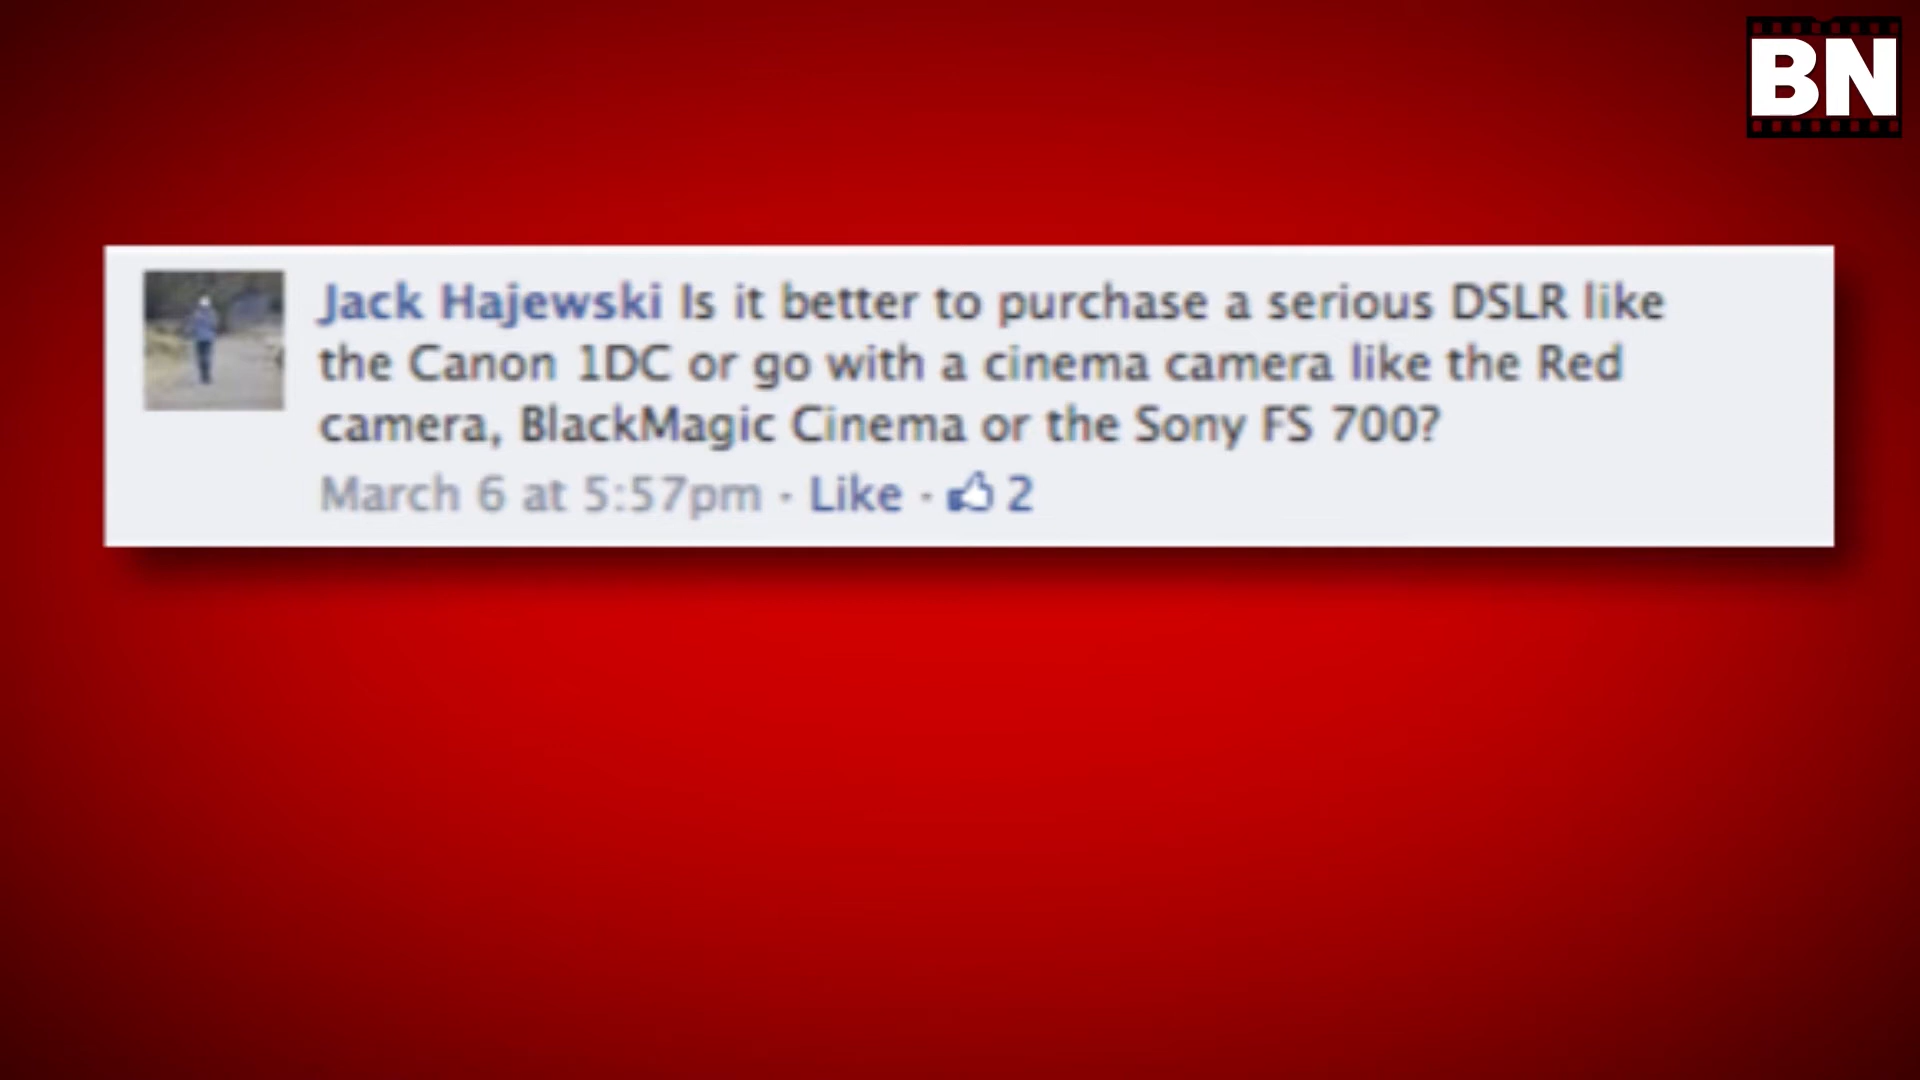 BN
Jack Hajewski Is it better to purchase a serious DSLR like
the Canon 1DC or go with a cinema camera like the Red
camera, BlackMagic Cinema or the Sony FS 700?
March 6 at 5:57pm · Like · 2